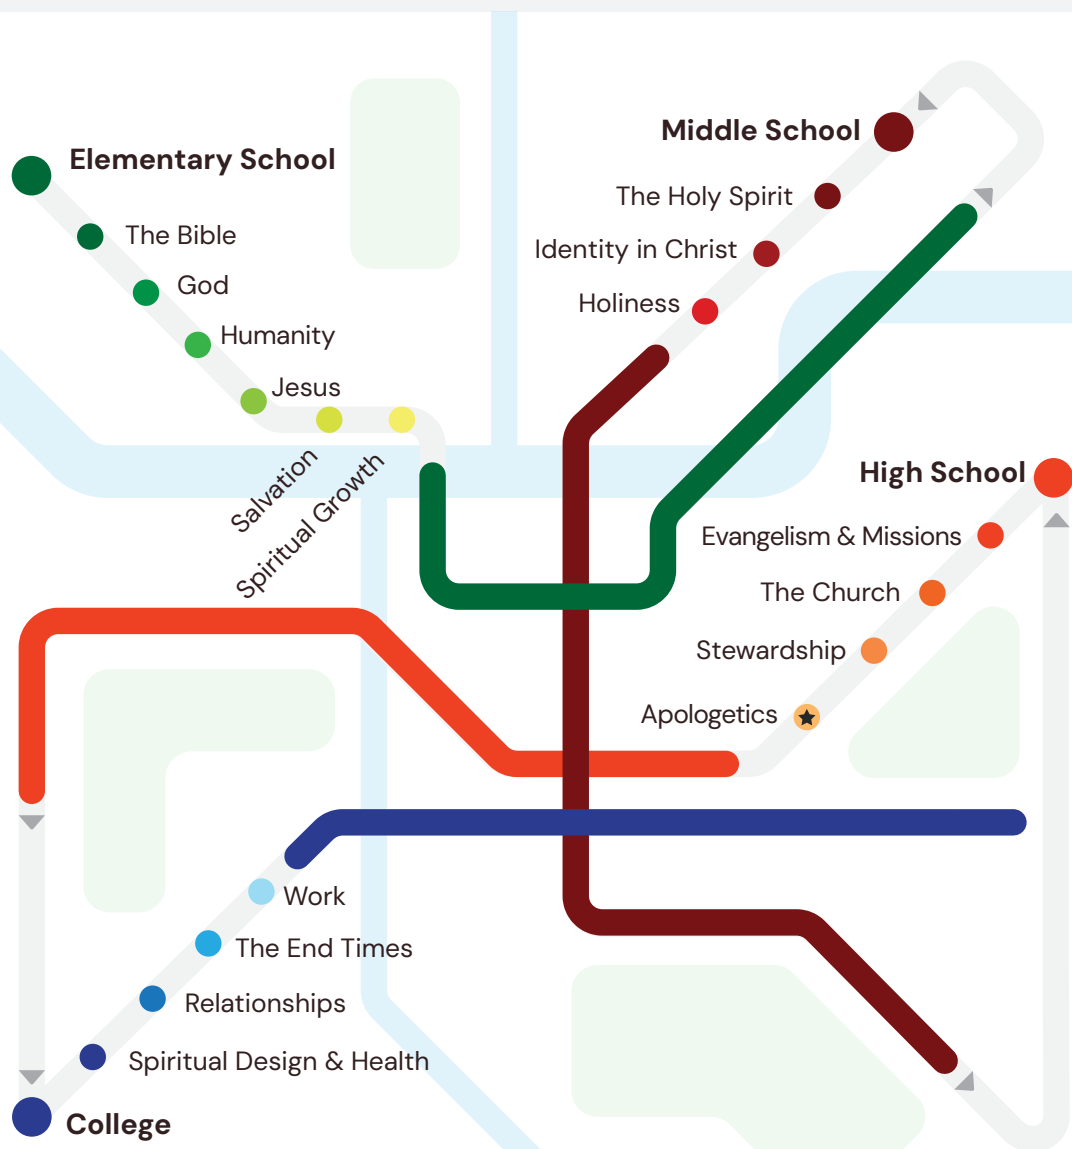 Elementary School
The Bible
God
Humanity
Jesus
Salvation
Spiritual Growth
Middle School
The Holy Spirit
Identity in Christ
Holiness
High School
Evangelism & Missions
The Church
Stewardship
Apologetics
Work
The End Times
Relationships
Spiritual Design & Health
College